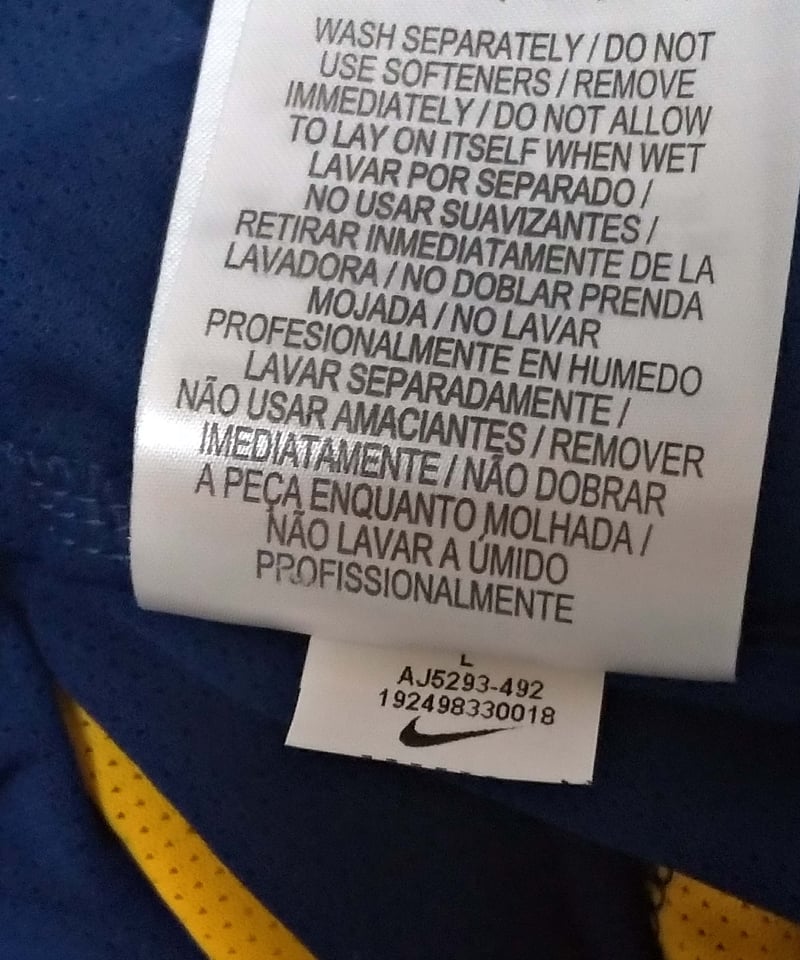 WASH SEPARATELY / DO NOT
USE SOFTENERS / REMOVE
IMMEDIATELY / DO NOT ALLOW
TO LAY ON ITSELF WHEN WET
LAVAR POR SEPARADO /
NO USAR SUAVIZANTES /
RETIRAR INMEDIATAMENTE DE LA
LAVADORA / NO DOBLAR PRENDA
MOJADA / NO LAVAR
PROFESIONALMENTE EN HUMEDO
LAVAR SEPARADAMENTE /
NÃO USAR AMACIANTES / REMOVER
IMEDIATAMENTE / NÃO DOBRAR
A PEÇA ENQUANTO MOLHADA /
NÃO LAVAR A ÚMIDO
PROFISSIONALMENTE
L
AJ5293-492
192498330018